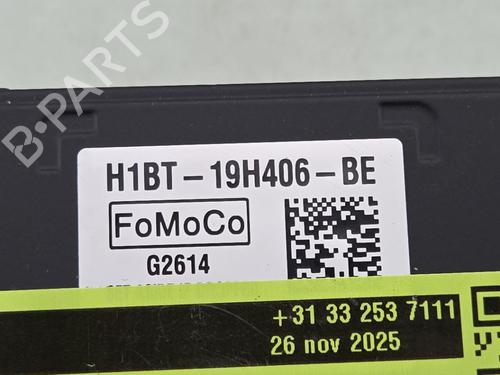 B-PARTS
H1BT-19H406-BE
FoMoCo
G2614
+31 33 253 7111
26 nov 2025